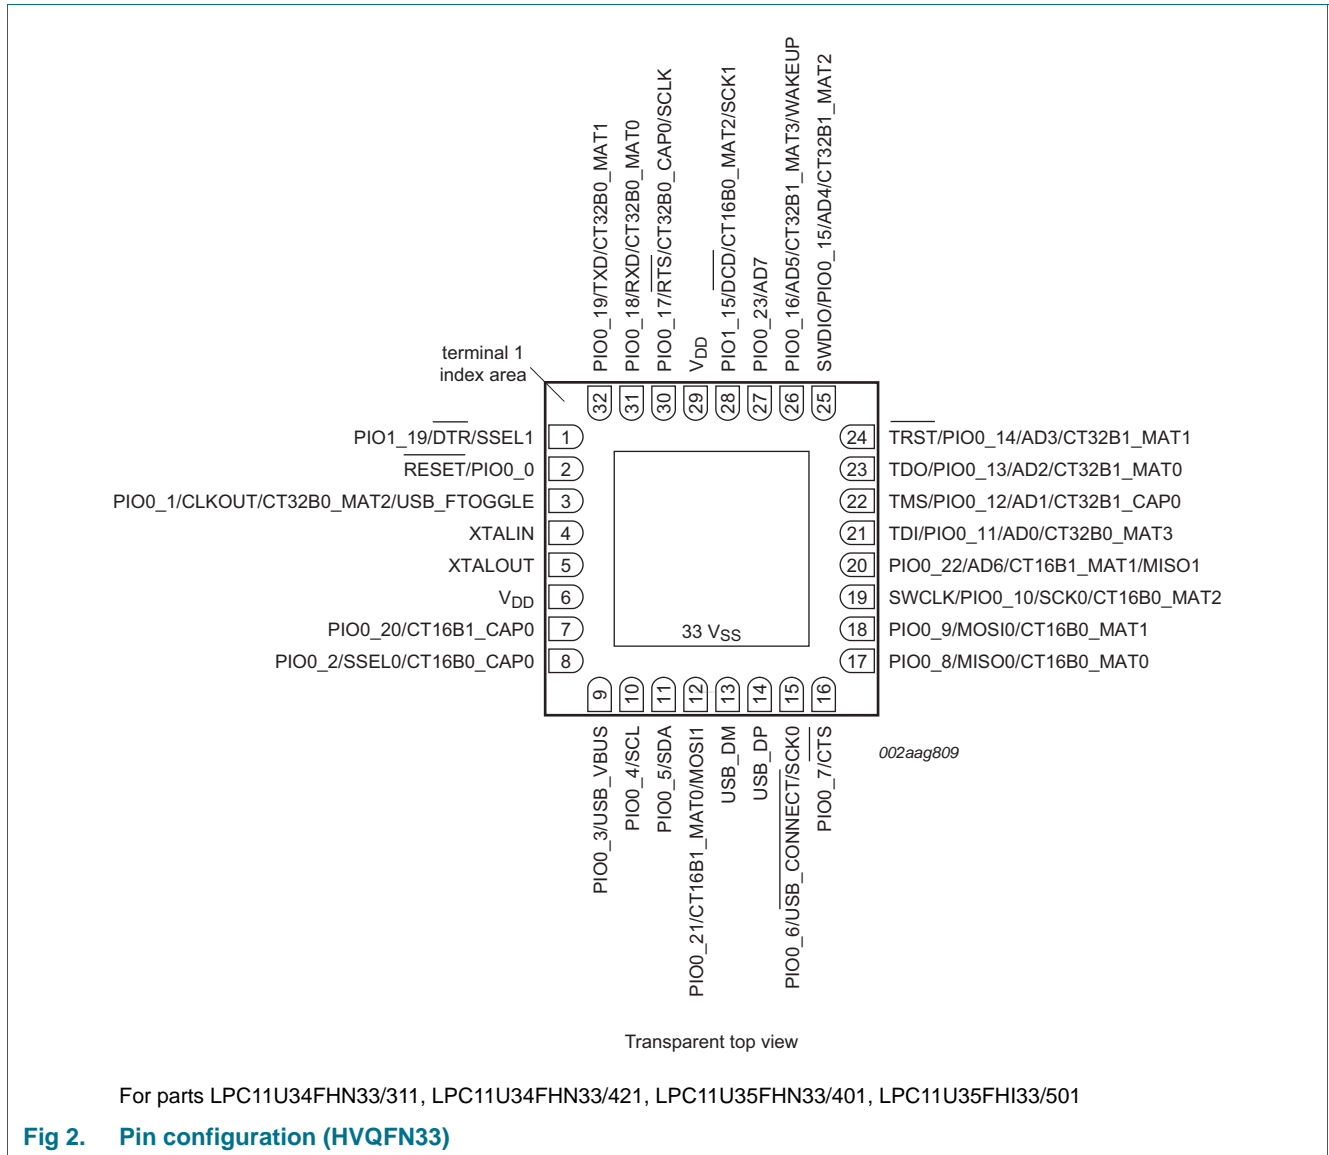 PIO0_19/TXD/CT32B0_MAT1
PIO0_18/RXD/CT32B0_MAT0
PIO0_17/RTS/CT32B0_CAP0/SCLK
VDD
PIO1_15/DCD/CT16B0_MAT2/SCK1
PIO0_23/AD7
PIO0_16/AD5/CT32B1_MAT3/WAKEUP
SWDIO/PIO0_15/AD4/CT32B1_MAT2
terminal 1
index area
32 31 30 29 28 27 26 25
PIO1_19/DTR/SSEL1 1
RESET/PIO0_0 2
PIO0_1/CLKOUT/CT32B0_MAT2/USB_FTOGGLE 3
XTALIN 4
XTALOUT 5
VDD 6
PIO0_20/CT16B1_CAP0 7
PIO0_2/SSEL0/CT16B0_CAP0 8
24 TRST/PIO0_14/AD3/CT32B1_MAT1
23 TDO/PIO0_13/AD2/CT32B1_MAT0
22 TMS/PIO0_12/AD1/CT32B1_CAP0
21 TDI/PIO0_11/AD0/CT32B0_MAT3
20 PIO0_22/AD6/CT16B1_MAT1/MISO1
19 SWCLK/PIO0_10/SCK0/CT16B0_MAT2
18 PIO0_9/MOSI0/CT16B0_MAT1
17 PIO0_8/MISO0/CT16B0_MAT0
33 VSS
9 10 11 12 13 14 15 16
PIO0_3/USB_VBUS
PIO0_4/SCL
PIO0_5/SDA
PIO0_21/CT16B1_MAT0/MOSI1
USB_DM
USB_DP
PIO0_6/USB_CONNECT/SCK0
PIO0_7/CTS
002aag809
Transparent top view
For parts LPC11U34FHN33/311, LPC11U34FHN33/421, LPC11U35FHN33/401, LPC11U35FHI33/501
Fig 2. Pin configuration (HVQFN33)